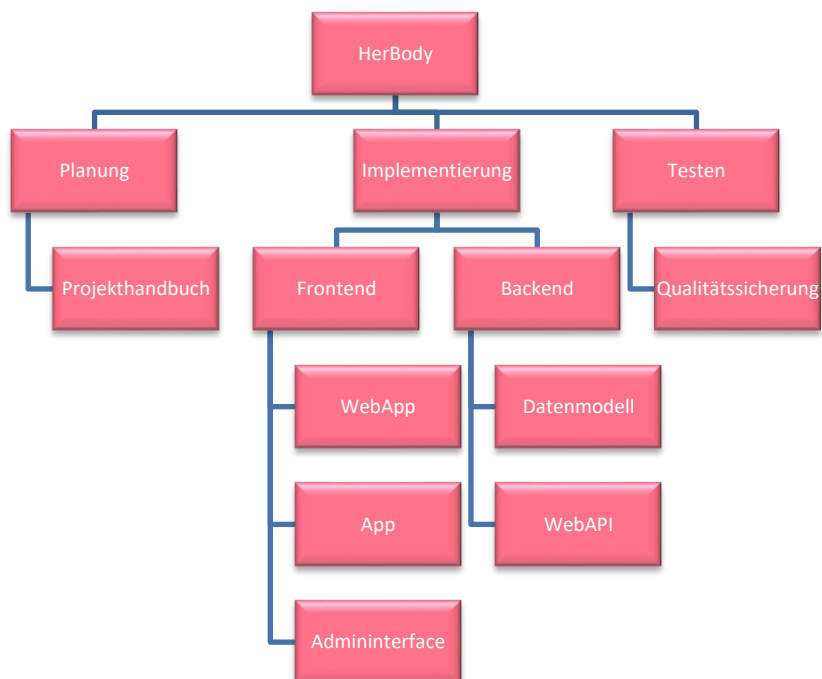 HerBody
Planung
Implementierung
Testen
Projekthandbuch
Frontend
Backend
Qualitätssicherung
WebApp
Datenmodell
App
WebAPI
Admininterface